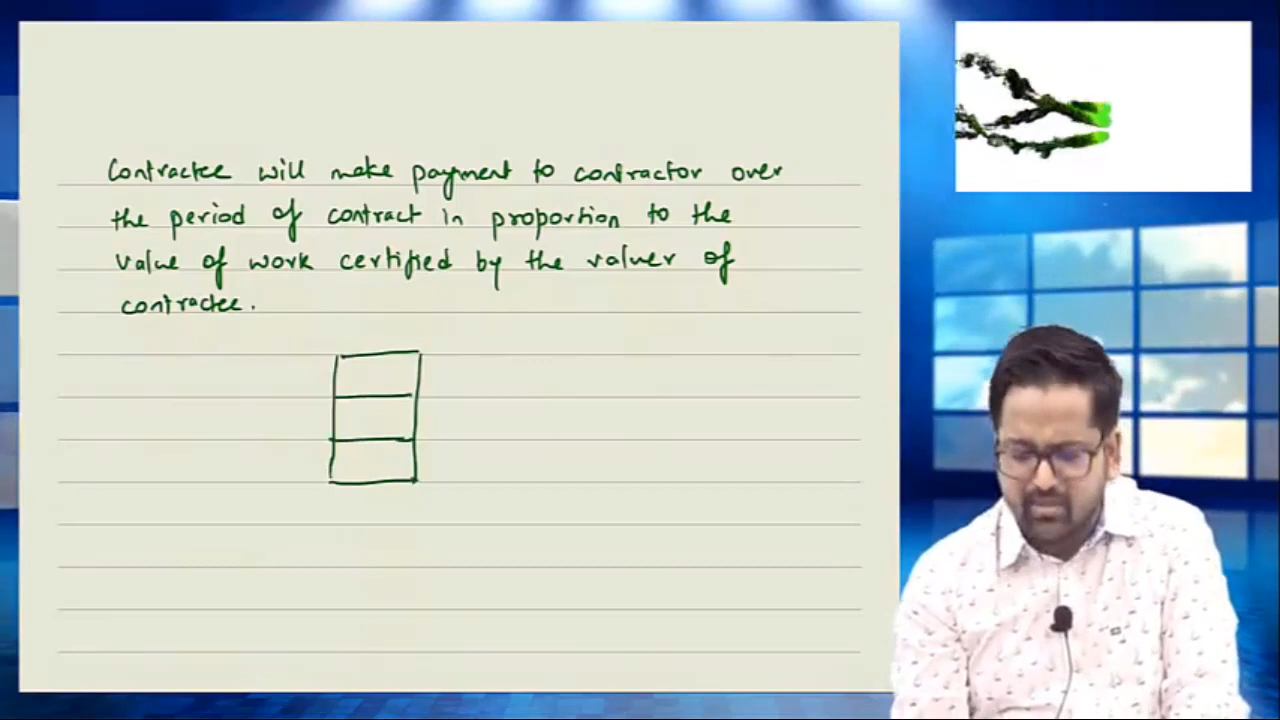 Contractee will make payment to contractor over
the period of contract in proportion to the
value of work certified by the valuer of
contractee.